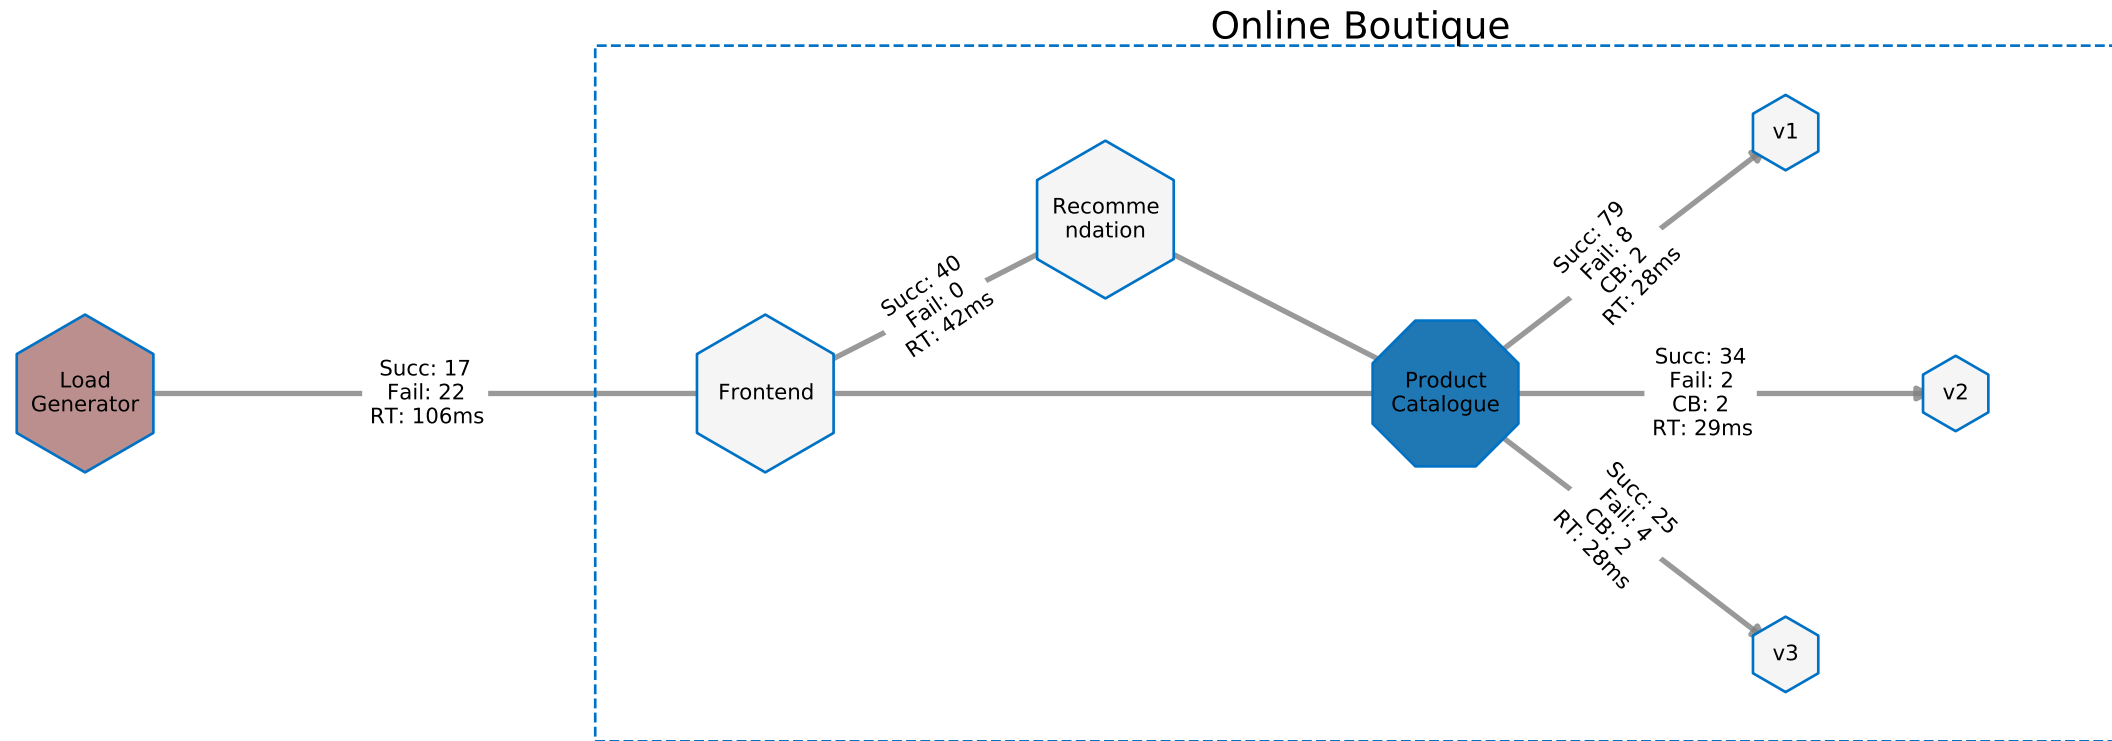 Online Boutique
Load
Generator
Succ: 17
Fail: 22
RT: 106ms
Frontend
Succ: 40
Fail: 0
RT: 42ms
Recomme
ndation
Product
Catalogue
Succ: 79
Fail: 8
CB: 2
RT: 28ms
v1
Succ: 34
Fail: 2
CB: 2
RT: 29ms
v2
Succ: 25
Fail: 4
CB: 2
RT: 28ms
v3